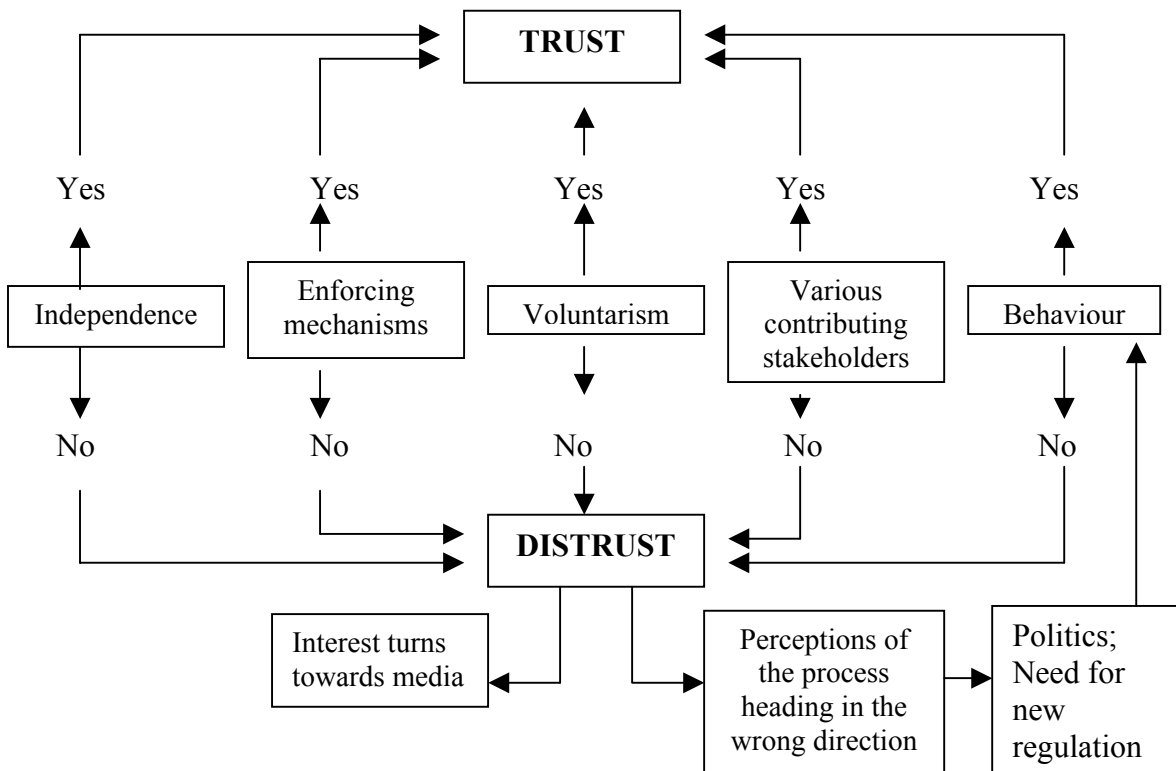 TRUST
Yes Yes Yes Yes Yes
Independence
Enforcing
mechanisms
Voluntarism
Various
contributing
stakeholders
Behaviour
No No No No No
DISTRUST
Interest turns
towards media
Perceptions of
the process
heading in the
wrong direction
Politics;
Need for
new
regulation